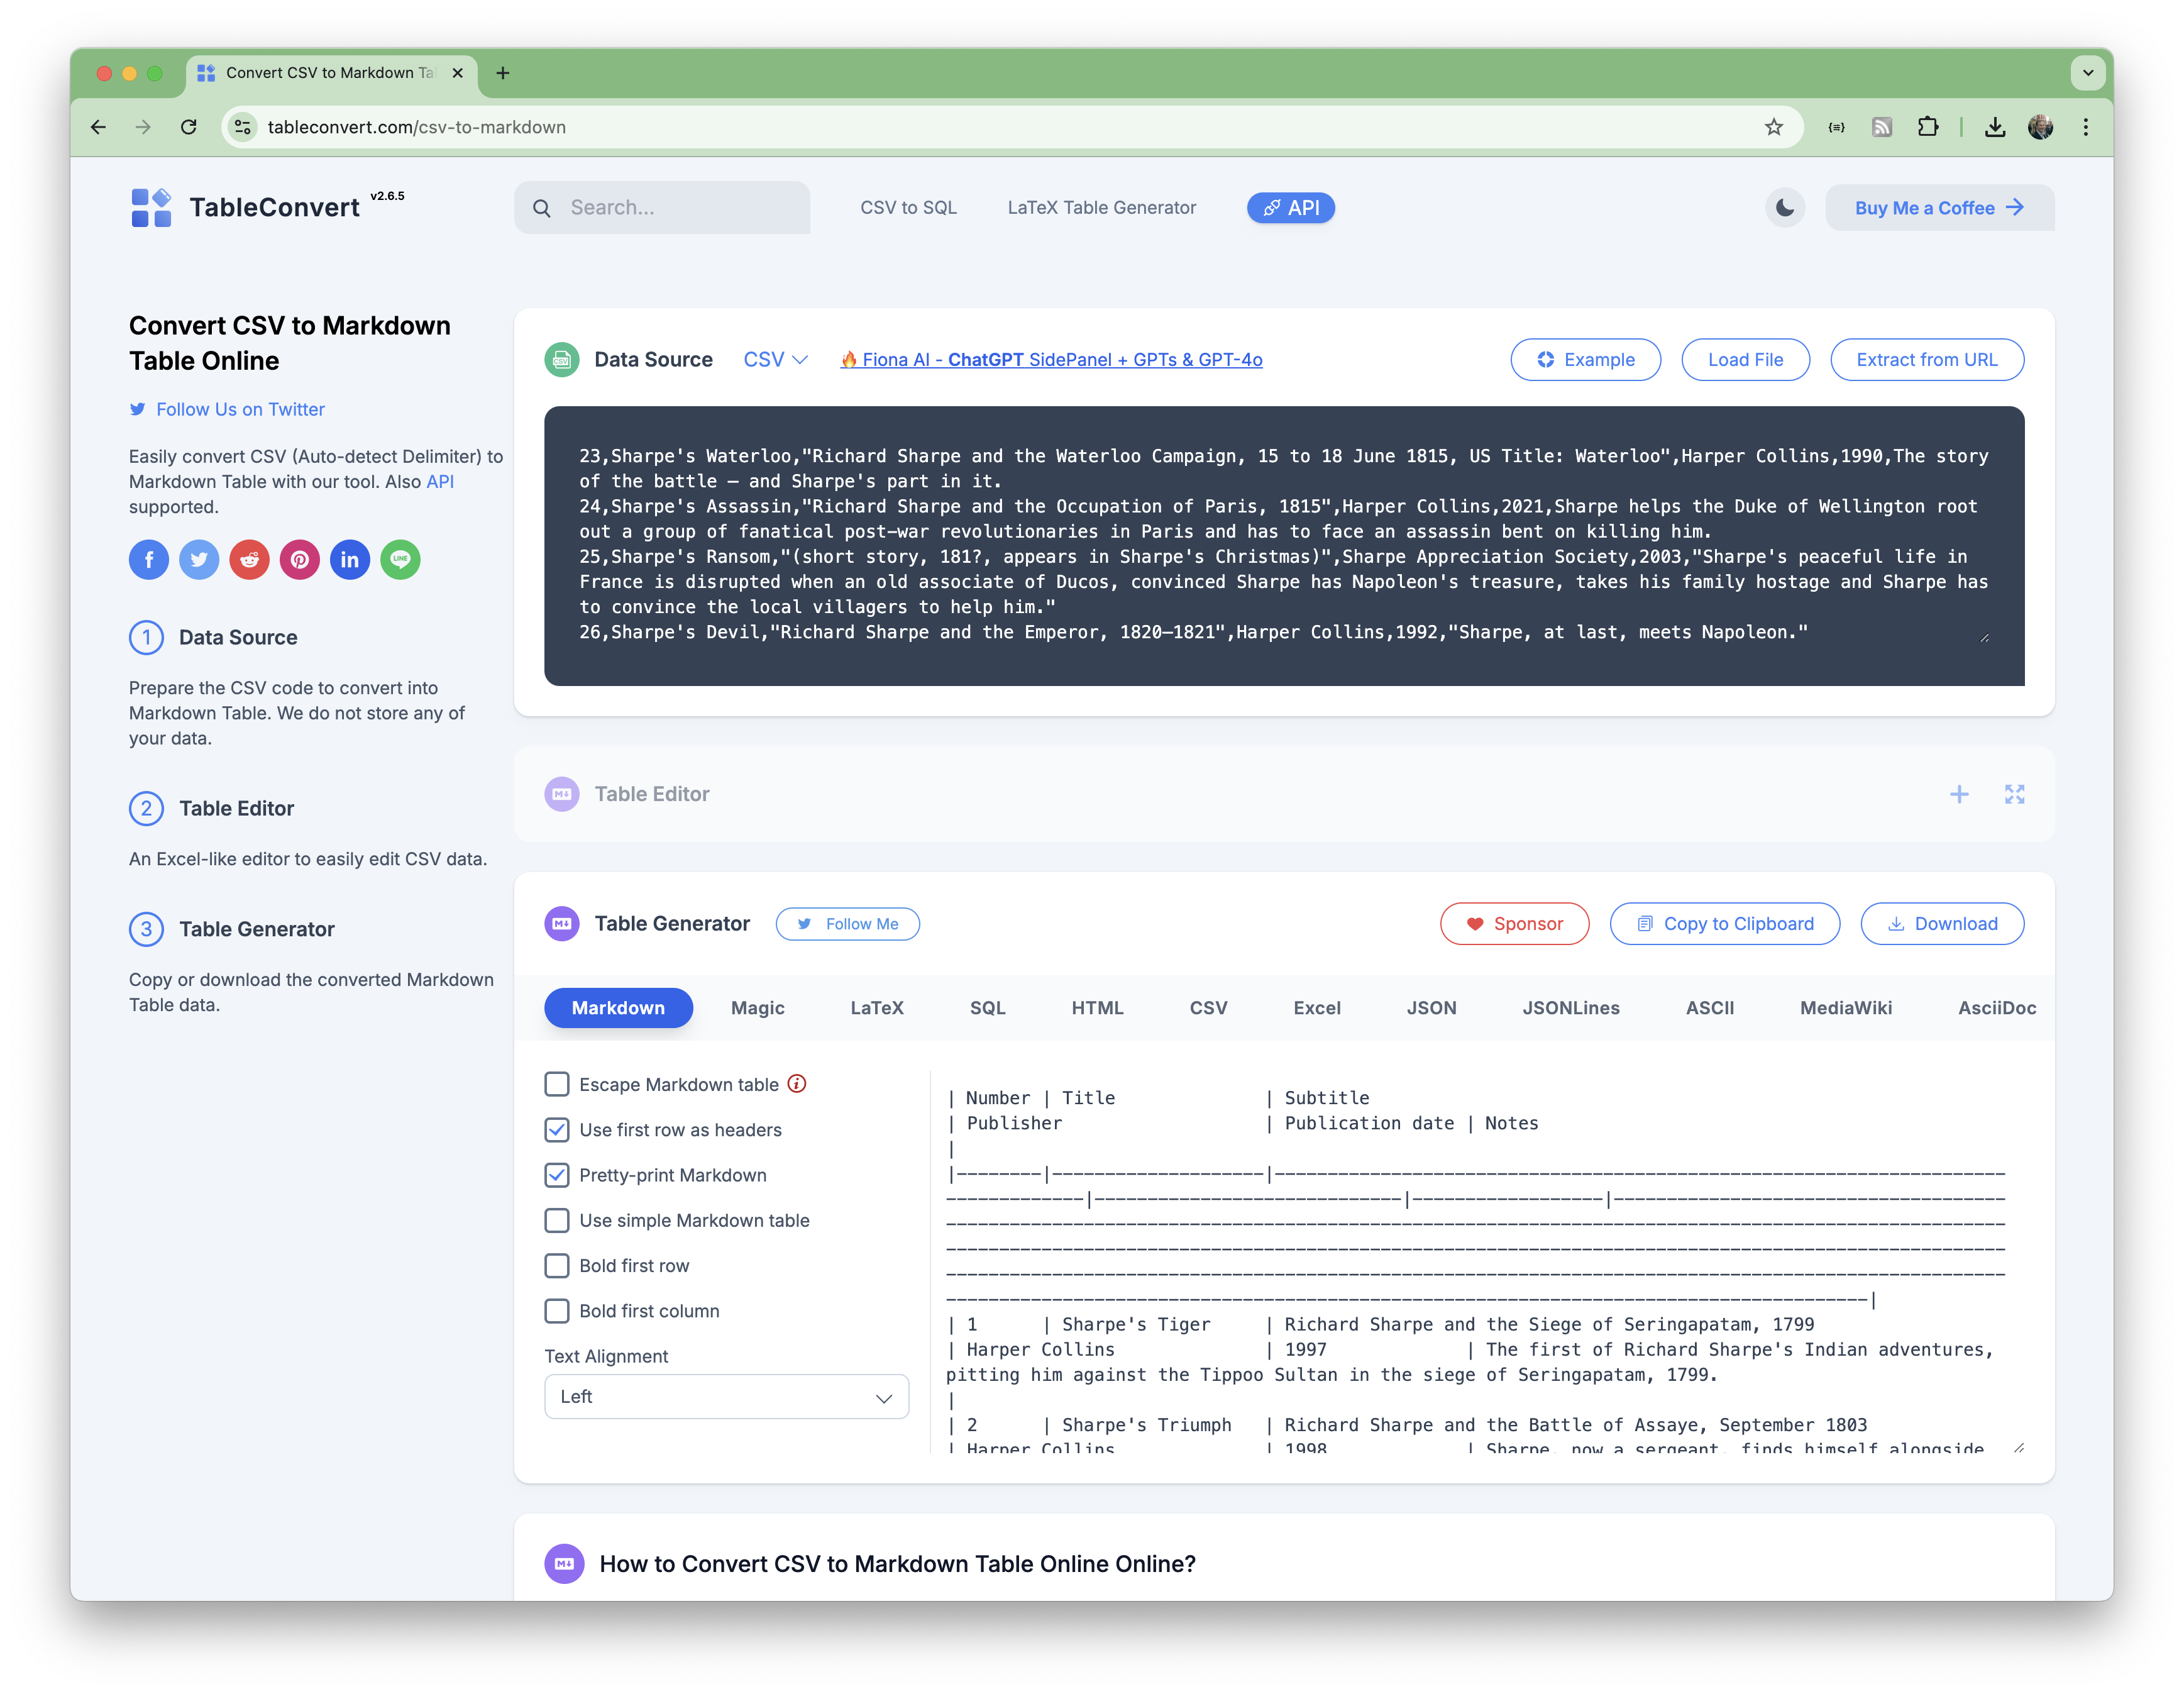 Convert CSV to Markdown Ta
tableconvert.com/csv-to-markdown
TableConvert v2.6.5
Search...
CSV to SQL
LaTeX Table Generator
API
Buy Me a Coffee
Convert CSV to Markdown
Table Online
Follow Us on Twitter
Easily convert CSV (Auto-detect Delimiter) to
Markdown Table with our tool. Also API
supported.
LINE
1 Data Source
Prepare the CSV code to convert into
Markdown Table. We do not store any of
your data.
2 Table Editor
An Excel-like editor to easily edit CSV data.
3 Table Generator
Copy or download the converted Markdown
Table data.
CSV
Data Source
CSV
🔥 Fiona AI - ChatGPT SidePanel + GPTs & GPT-4o
Example
Load File
Extract from URL
23,Sharpe's Waterloo,"Richard Sharpe and the Waterloo Campaign, 15 to 18 June 1815, US Title: Waterloo",Harper Collins,1990,The story
of the battle – and Sharpe's part in it.
24,Sharpe's Assassin,"Richard Sharpe and the Occupation of Paris, 1815",Harper Collins,2021,Sharpe helps the Duke of Wellington root
out a group of fanatical post-war revolutionaries in Paris and has to face an assassin bent on killing him.
25,Sharpe's Ransom,"(short story, 181?, appears in Sharpe's Christmas)",Sharpe Appreciation Society,2003,"Sharpe's peaceful life in
France is disrupted when an old associate of Ducos, convinced Sharpe has Napoleon's treasure, takes his family hostage and Sharpe has
to convince the local villagers to help him."
26,Sharpe's Devil,"Richard Sharpe and the Emperor, 1820–1821",Harper Collins,1992,"Sharpe, at last, meets Napoleon."
Table Editor
Table Generator
Follow Me
Sponsor
Copy to Clipboard
Download
Markdown
Magic
LaTeX
SQL
HTML
CSV
Excel
JSON
JSONLines
ASCII
MediaWiki
AsciiDoc
Escape Markdown table
Use first row as headers
Pretty-print Markdown
Use simple Markdown table
Bold first row
Bold first column
Text Alignment
Left
| Number | Title | Subtitle
| Publisher | Publication date | Notes
|
| 1 | Sharpe's Tiger | Richard Sharpe and the Siege of Seringapatam, 1799
| Harper Collins | 1997 | The first of Richard Sharpe's Indian adventures,
pitting him against the Tippoo Sultan in the siege of Seringapatam, 1799.
|
| 2 | Sharpe's Triumph | Richard Sharpe and the Battle of Assaye, September 1803
| Harper Collins | 1998 | Sharpe, now a sergeant, finds himself alongside
How to Convert CSV to Markdown Table Online Online?